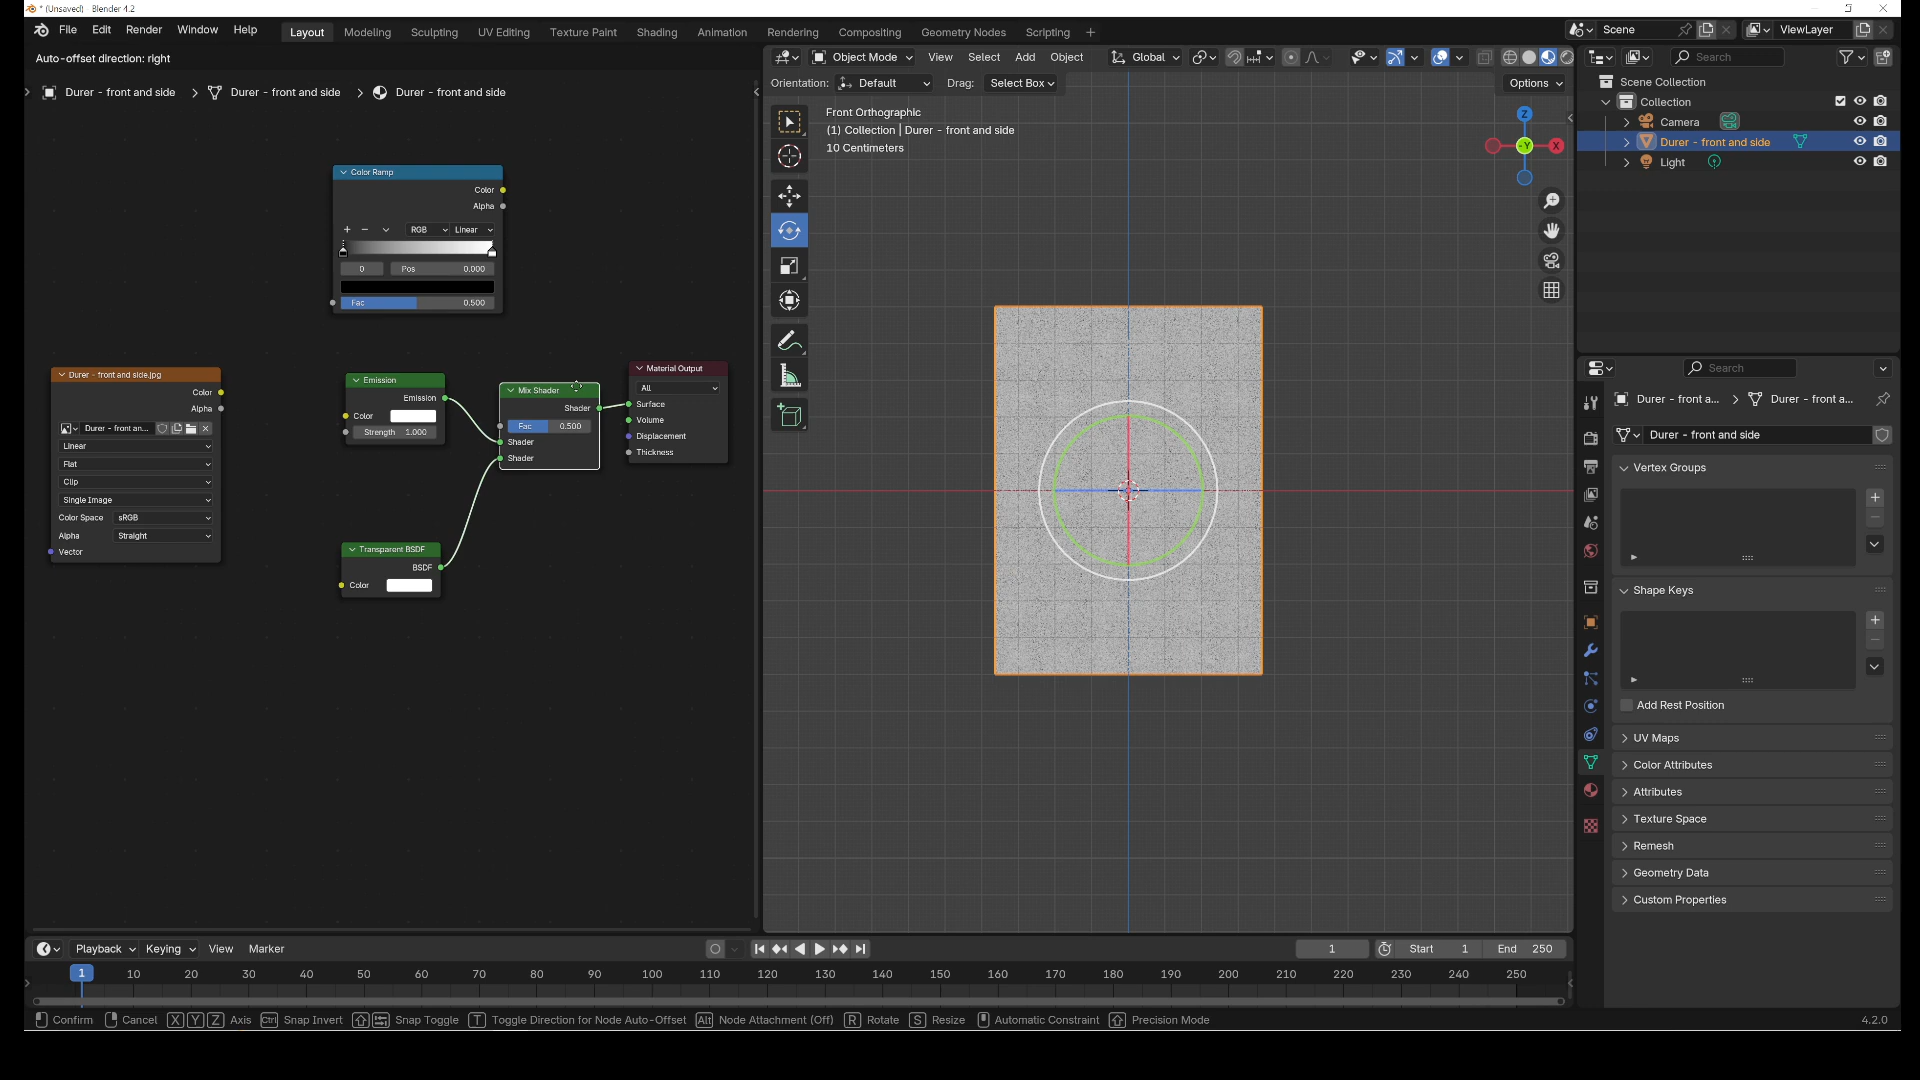 * (Unsaved) - Blender 4.2
File Edit Render Window Help
Layout Modeling Sculpting UV Editing Texture Paint Shading Animation Rendering Compositing Geometry Nodes Scripting +
Scene
ViewLayer
Auto-offset direction: right
Object Mode View Select Add Object Global
Search
Orientation: Default Drag: Select Box Options
Durer - front and side > Durer - front and side > Durer - front and side
Color Ramp
Color
Alpha
RGB Linear
0 Pos 0.000
Fac 0.500
Durer - front and side.jpg
Color
Alpha
Durer - front an...
Linear
Flat
Clip
Single Image
Color Space sRGB
Alpha Straight
Vector
Emission
Emission
Color
Strength 1.000
Mix Shader
Shader
Fac 0.500
Shader
Shader
Material Output
All
Surface
Volume
Displacement
Thickness
Transparent BSDF
BSDF
Color
Front Orthographic
(1) Collection | Durer - front and side
10 Centimeters
Z
-Y
X
Scene Collection
Collection
Camera
Durer - front and side
Light
Search
Durer - front a... > Durer - front a...
Durer - front and side
Vertex Groups
Shape Keys
Add Rest Position
UV Maps
Color Attributes
Attributes
Texture Space
Remesh
Geometry Data
Custom Properties
Playback Keying View Marker
1 Start 1 End 250
1 10 20 30 40 50 60 70 80 90 100 110 120 130 140 150 160 170 180 190 200 210 220 230 240 250
Confirm Cancel X Y Z Axis Ctrl Snap Invert Snap Toggle T Toggle Direction for Node Auto-Offset Alt Node Attachment (Off) R Rotate S Resize Automatic Constraint Precision Mode 4.2.0